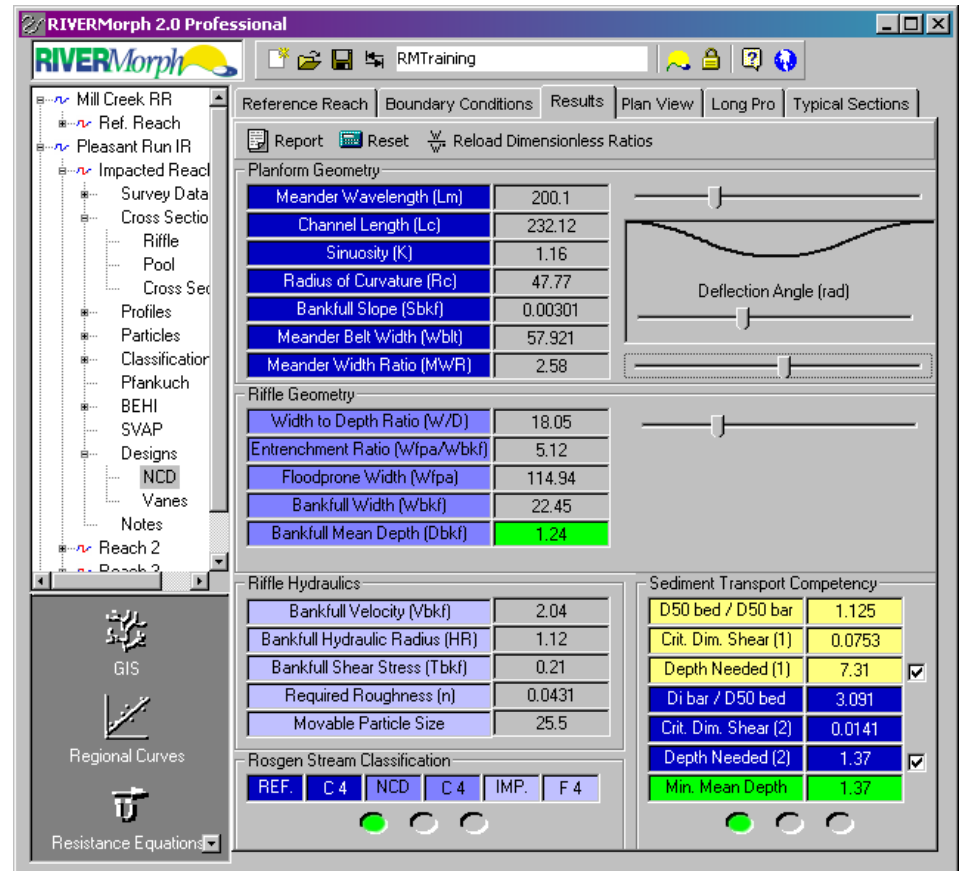 RIVERMorph 2.0 Professional
RIVERMorph
RMTraining
Mill Creek RR
Ref. Reach
Pleasant Run IR
Impacted Reacl
Survey Data
Cross Sectio
Riffle
Pool
Cross Sec
Profiles
Particles
Classification
Pfankuch
BEHI
SVAP
Designs
NCD
Vanes
Notes
Reach 2
GIS
Regional Curves
Resistance Equations
Reference Reach Boundary Conditions Results Plan View Long Pro Typical Sections
Report Reset Reload Dimensionless Ratios
Planform Geometry
Meander Wavelength (Lm) 200.1
Channel Length (Lc) 232.12
Sinuosity (K) 1.16
Radius of Curvature (Rc) 47.77
Bankfull Slope (Sbkf) 0.00301
Meander Belt Width (Wblt) 57.921
Meander Width Ratio (MWR) 2.58
Deflection Angle (rad)
Riffle Geometry
Width to Depth Ratio (W/D) 18.05
Entrenchment Ratio (Wfpa/Wbkf) 5.12
Floodprone Width (Wfpa) 114.94
Bankfull Width (Wbkf) 22.45
Bankfull Mean Depth (Dbkf) 1.24
Riffle Hydraulics
Bankfull Velocity (Vbkf) 2.04
Bankfull Hydraulic Radius (HR) 1.12
Bankfull Shear Stress (Tbkf) 0.21
Required Roughness (n) 0.0431
Movable Particle Size 25.5
Rosgen Stream Classification
REF. C 4 NCD C 4 IMP. F 4
Sediment Transport Competency
D50 bed / D50 bar 1.125
Crit. Dim. Shear (1) 0.0753
Depth Needed (1) 7.31
Di bar / D50 bed 3.091
Crit. Dim. Shear (2) 0.0141
Depth Needed (2) 1.37
Min. Mean Depth 1.37